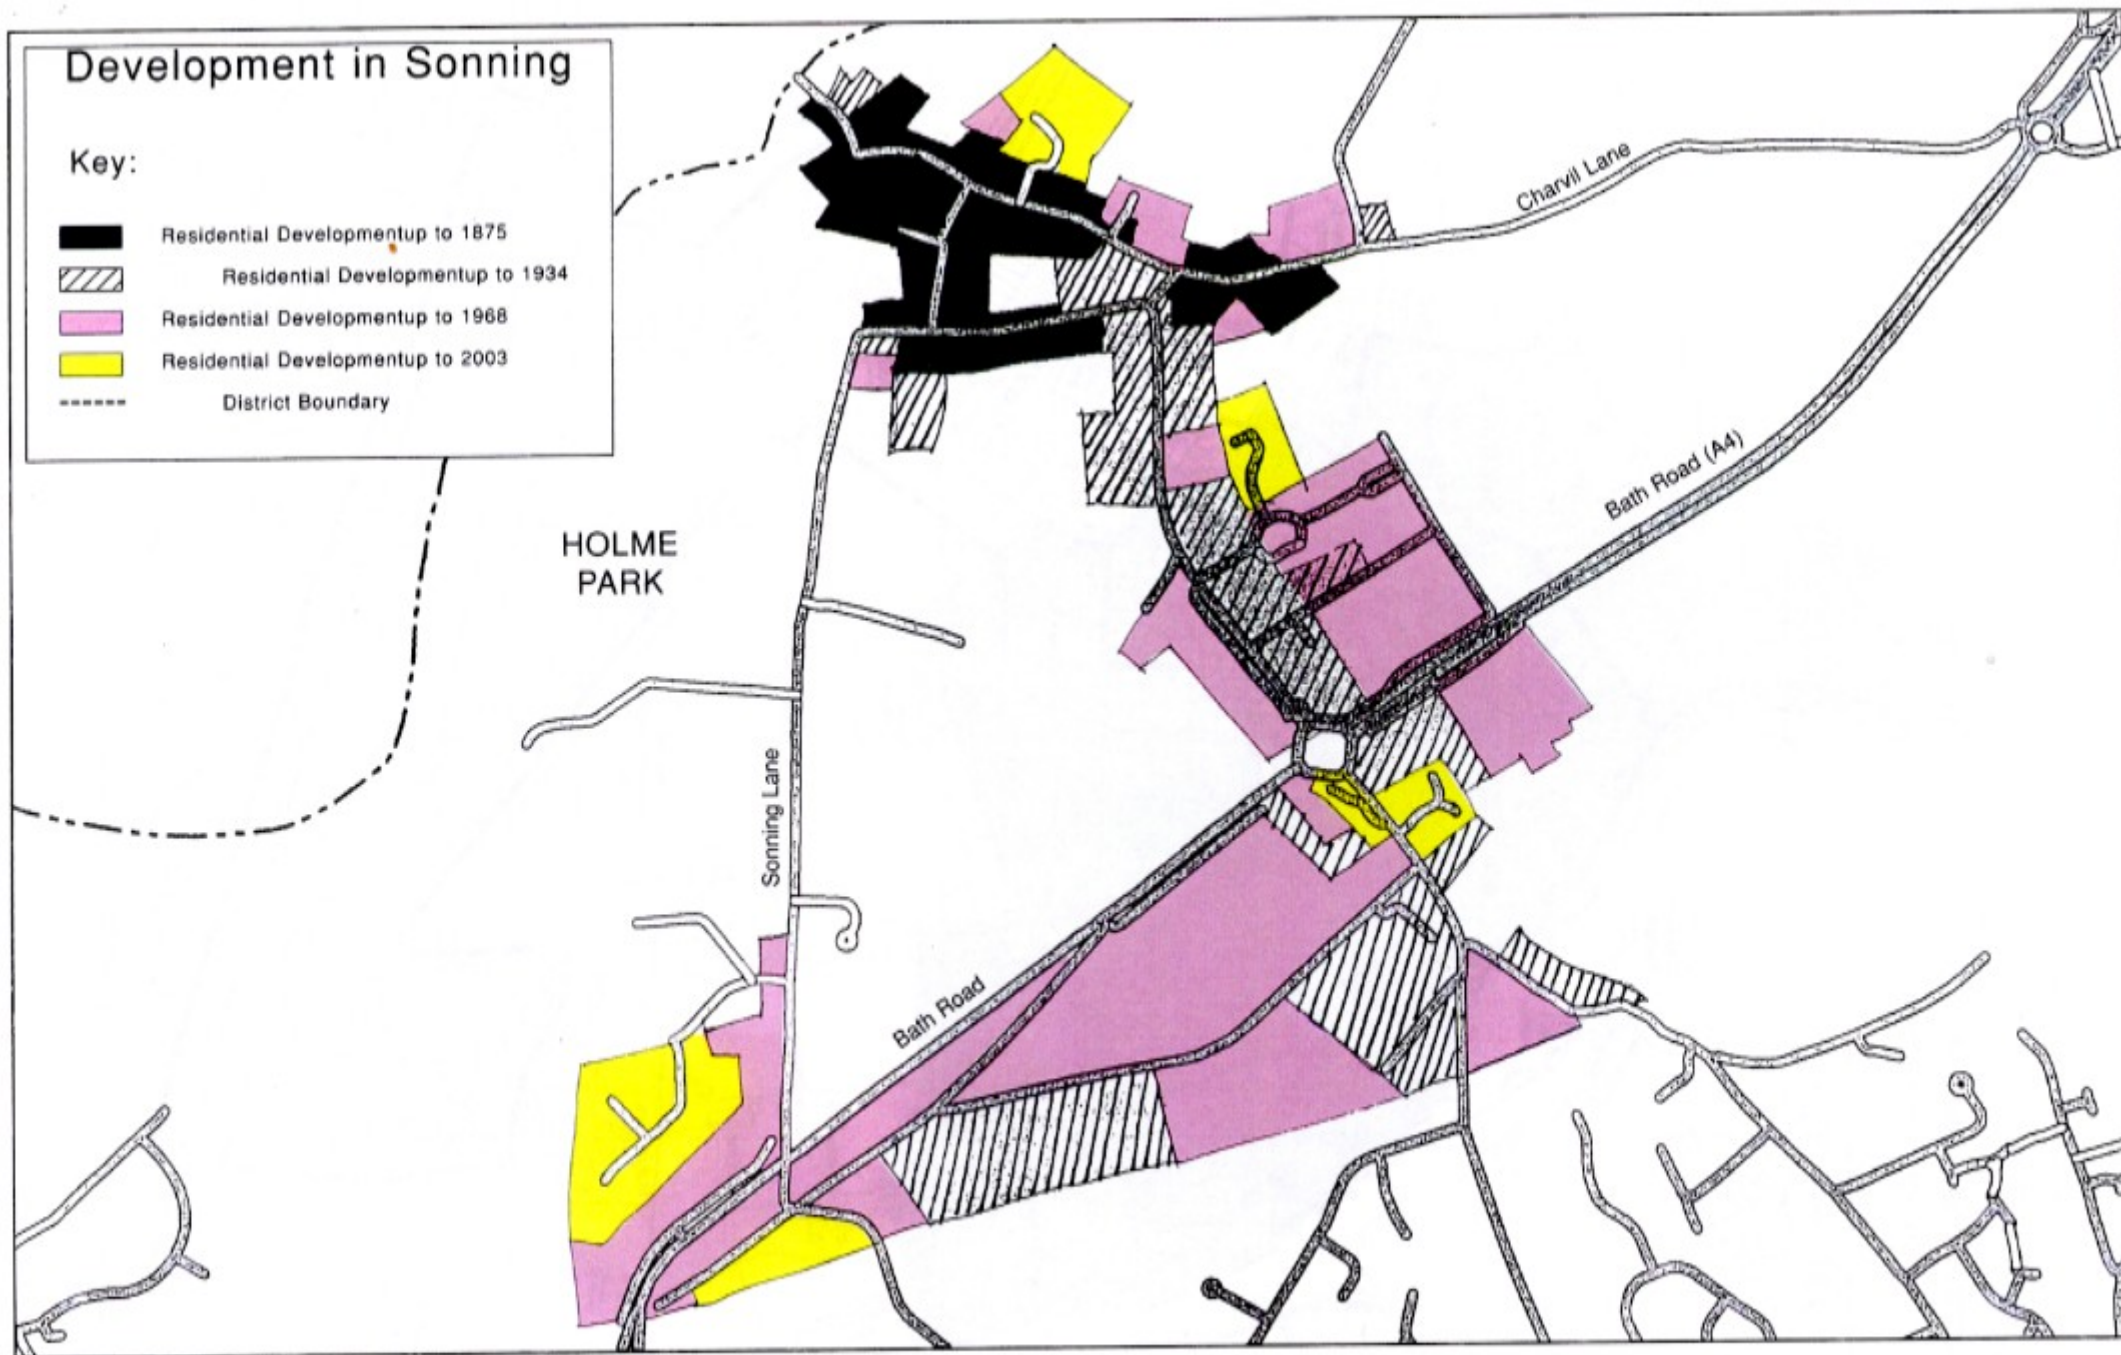 Development in Sonning
Key:
Residential Developmentup to 1875
Residential Developmentup to 1934
Residential Developmentup to 1968
Residential Developmentup to 2003
District Boundary
Charvil Lane
Bath Road (A4)
HOLME
PARK
Sonning Lane
Bath Road